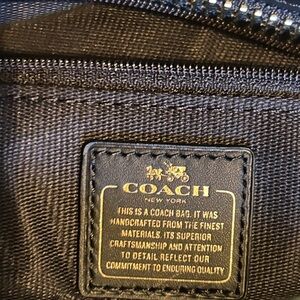 COACH
NEW YORK
THIS IS A COACH BAG. IT WAS
HANDCRAFTED FROM THE FINEST
MATERIALS. ITS SUPERIOR
CRAFTSMANSHIP AND ATTENTION
TO DETAIL REFLECT OUR
COMMITMENT TO ENDURING QUALITY